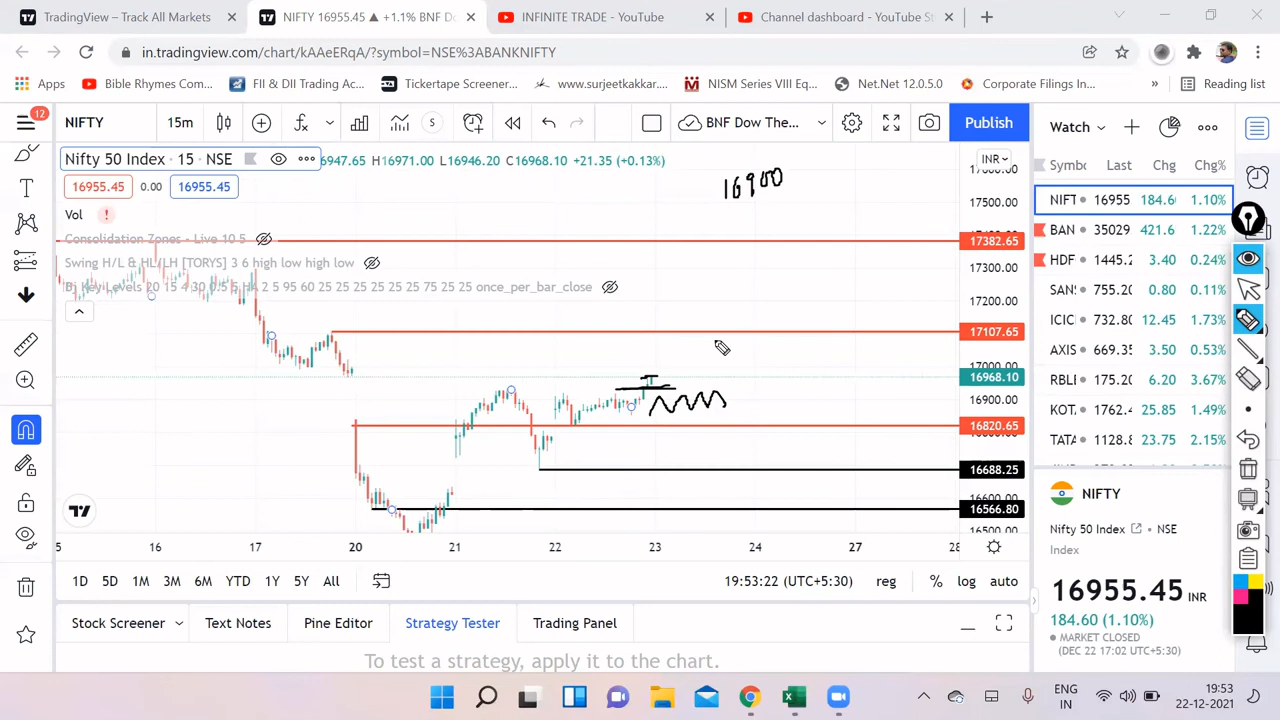 TradingView – Track All Markets
NIFTY 16955.45 ▲ +1.1% BNF Do
INFINITE TRADE - YouTube
Channel dashboard - YouTube St
in.tradingview.com/chart/kAAeERqA/?symbol=NSE%3ABANKNIFTY
Apps
Bible Rhymes Corp...
FII & DII Trading Ac...
Tickertape Screener...
www.surjeetkakkar....
NISM Series VIII Eq...
Net.Net 12.0.5.0
Corporate Filings In...
»
Reading list
12
NIFTY
15m
S
BNF Dow The...
Publish
Watch
Nifty 50 Index · 15 · NSE
6947.65 H16971.00 L16946.20 C16968.10 +21.35 (+0.13%)
INR
16955.45
0.00
16955.45
Vol
!
Consolidation Zones - Live 10 5
Swing H/L & HL/LH [TORYS] 3 6 high low high low
16900
17500.00
17382.65
17300.00
17200.00
17107.65
17000.00
16968.10
16900.00
16820.65
16688.25
16600.00
16566.80
16500.00
5 16 17 20 21 22 23 24 27 28
Symbo Last Chg Chg%
NIFT 16955 184.6 1.10%
BAN 35029 421.6 1.22%
HDF 1445.2 3.40 0.24%
SAN: 755.20 0.80 0.11%
ICIC 732.80 12.45 1.73%
AXIS 669.35 3.50 0.53%
RBLE 175.20 6.20 3.67%
KOT. 1762.4 25.85 1.49%
TATA 1128.8 23.75 2.15%
NIFTY
Nifty 50 Index NSE
Index
16955.45 INR
184.60 (1.10%)
MARKET CLOSED
(DEC 22 17:02 UTC+5:30)
1D 5D 1M 3M 6M YTD 1Y 5Y All
19:53:22 (UTC+5:30) reg % log auto
Stock Screener Text Notes Pine Editor Strategy Tester Trading Panel
To test a strategy, apply it to the chart.
ENG
IN
19:53
22-12-2021